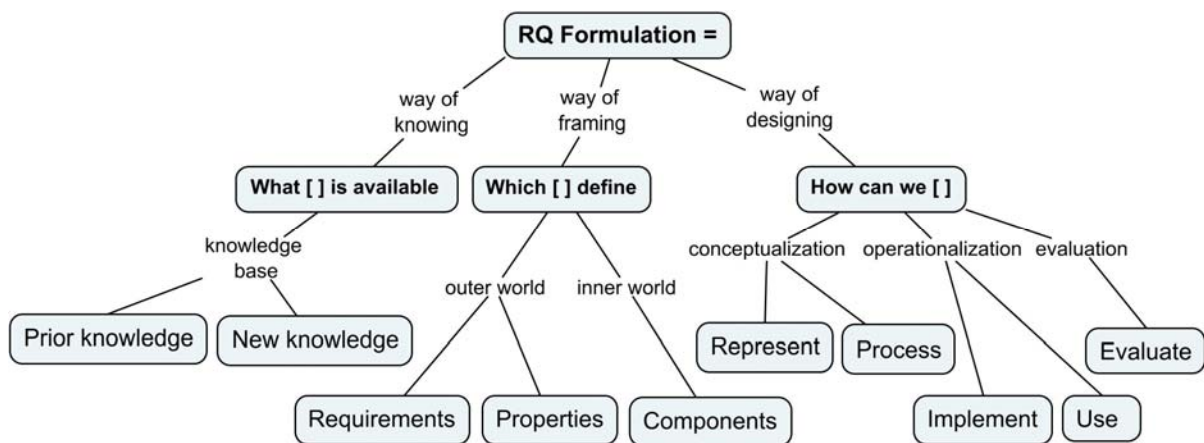 RQ Formulation =
way of
knowing
way of
framing
way of
designing
What [ ] is available
Which [ ] define
How can we [ ]
knowledge
base
outer world
inner world
conceptualization
operationalization
evaluation
Prior knowledge
New knowledge
Represent
Process
Evaluate
Requirements
Properties
Components
Implement
Use